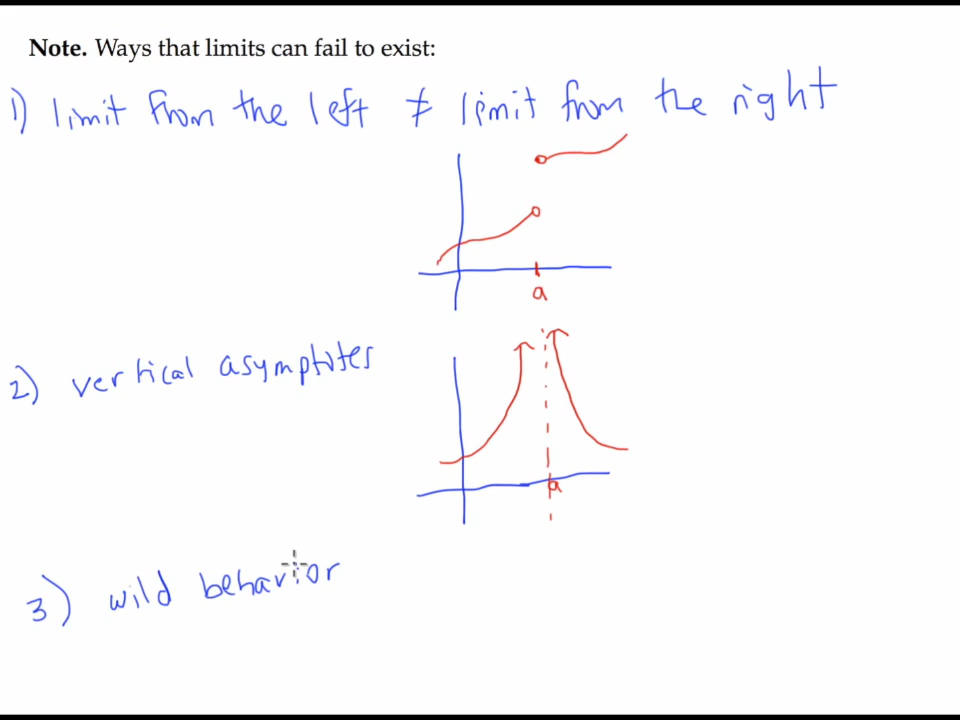 Note. Ways that limits can fail to exist:
1) limit from the left ≠ limit from the right
a
2) vertical asymptotes
a
3) wild behavior